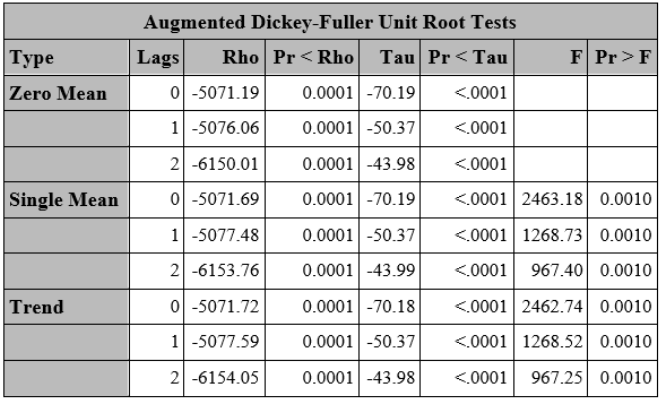 Augmented Dickey-Fuller Unit Root Tests
Type Lags Rho Pr < Rho Tau Pr < Tau F Pr > F
Zero Mean 0 -5071.19 0.0001 -70.19 <.0001
1 -5076.06 0.0001 -50.37 <.0001
2 -6150.01 0.0001 -43.98 <.0001
Single Mean 0 -5071.69 0.0001 -70.19 <.0001 2463.18 0.0010
1 -5077.48 0.0001 -50.37 <.0001 1268.73 0.0010
2 -6153.76 0.0001 -43.99 <.0001 967.40 0.0010
Trend 0 -5071.72 0.0001 -70.18 <.0001 2462.74 0.0010
1 -5077.59 0.0001 -50.37 <.0001 1268.52 0.0010
2 -6154.05 0.0001 -43.98 <.0001 967.25 0.0010